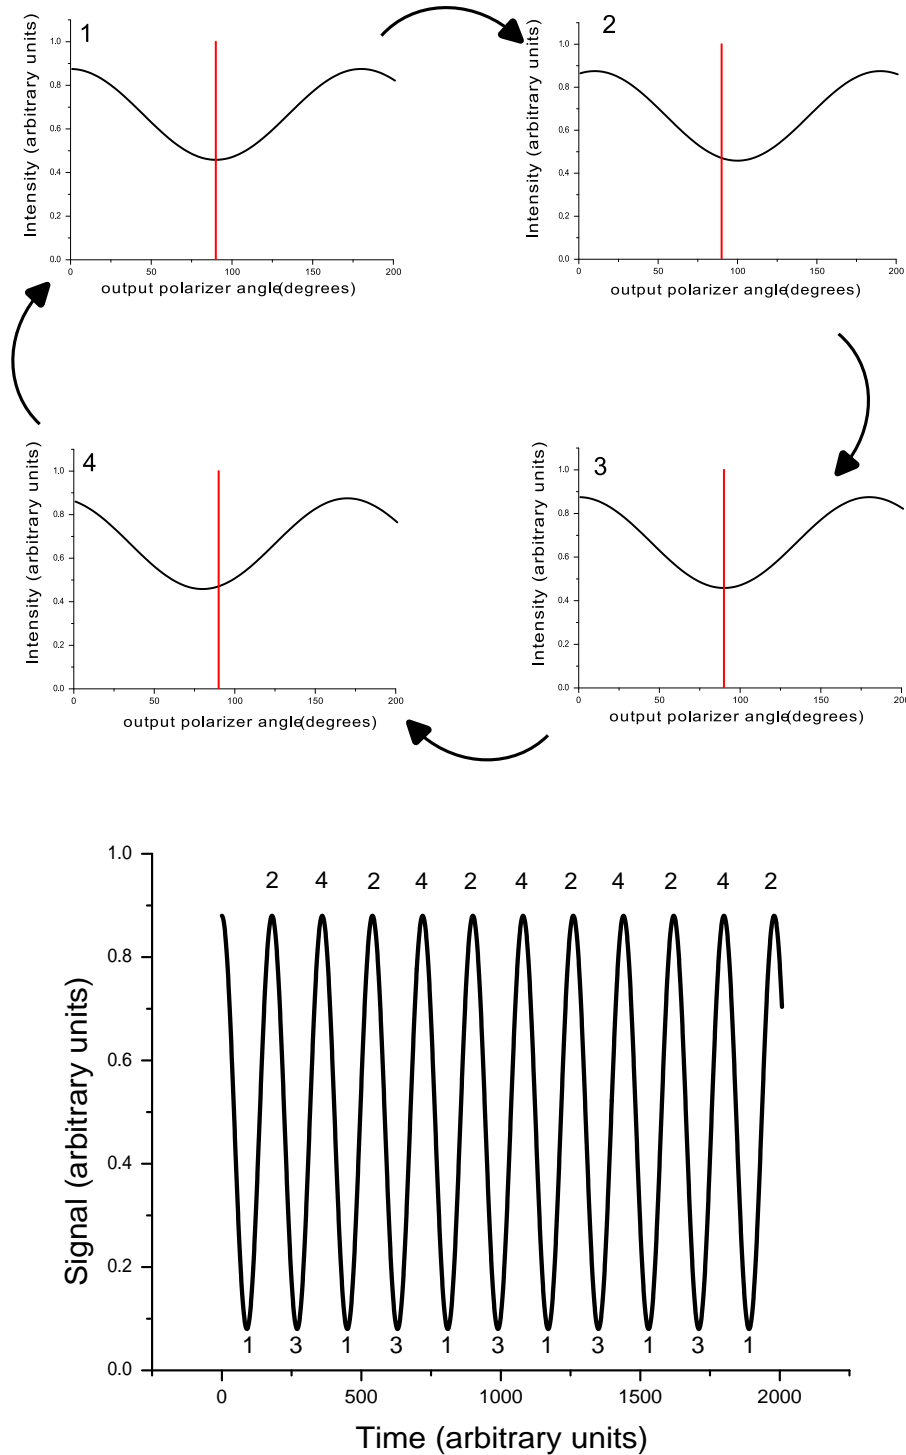 1
Intensity (arbitrary units)
1.0
0.8
0.6
0.4
0.2
0.0
0 50 100 150 200
output polarizer angle(degrees)
2
Intensity (arbitrary units)
1.0
0.8
0.6
0.4
0.2
0.0
0 50 100 150 200
output polarizer angle(degrees)
4
Intensity (arbitrary units)
1.0
0.8
0.6
0.4
0.2
0.0
0 50 100 150 200
output polarizer angle(degrees)
3
Intensity (arbitrary units)
1.0
0.8
0.6
0.4
0.2
0.0
0 50 100 150 200
output polarizer angle(degrees)
Signal (arbitrary units)
1.0
0.8
0.6
0.4
0.2
0.0
2 4 2 4 2 4 2 4 2 4 2
1 3 1 3 1 3 1 3 1 3 1
0 500 1000 1500 2000
Time (arbitrary units)